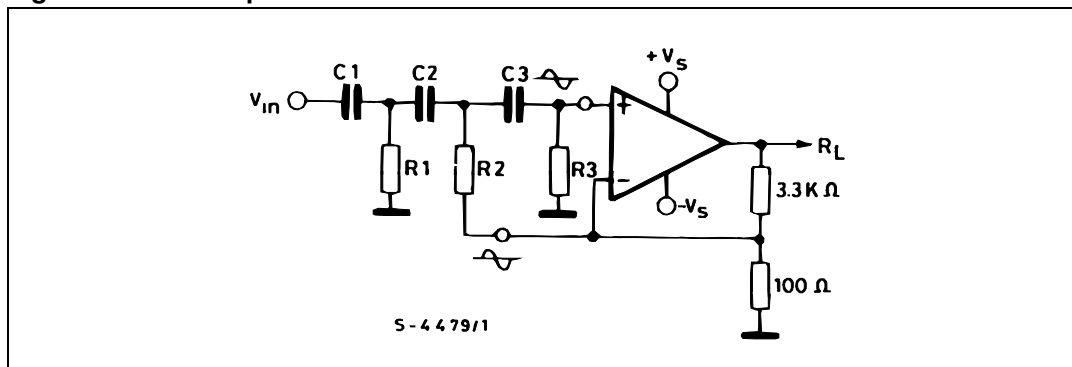 C1 C2 C3
+Vs
Vin
+
RL
R1 R2 R3
-
3.3K Ω
-Vs
100 Ω
S-4479/1